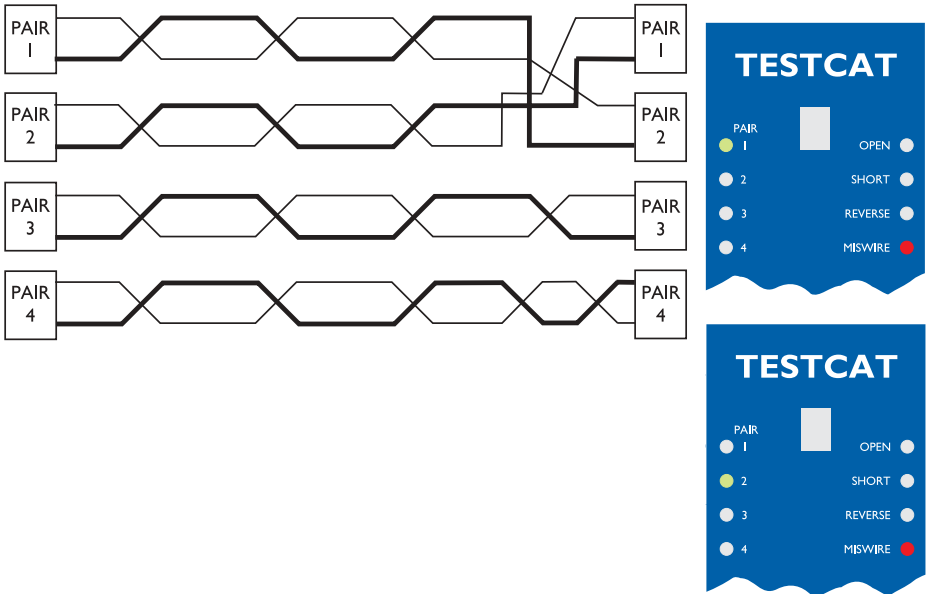 PAIR
1
PAIR
1
PAIR
2
PAIR
2
PAIR
3
PAIR
3
PAIR
4
PAIR
4
TESTCAT
PAIR
1 OPEN
2 SHORT
3 REVERSE
4 MISWIRE
TESTCAT
PAIR
1 OPEN
2 SHORT
3 REVERSE
4 MISWIRE